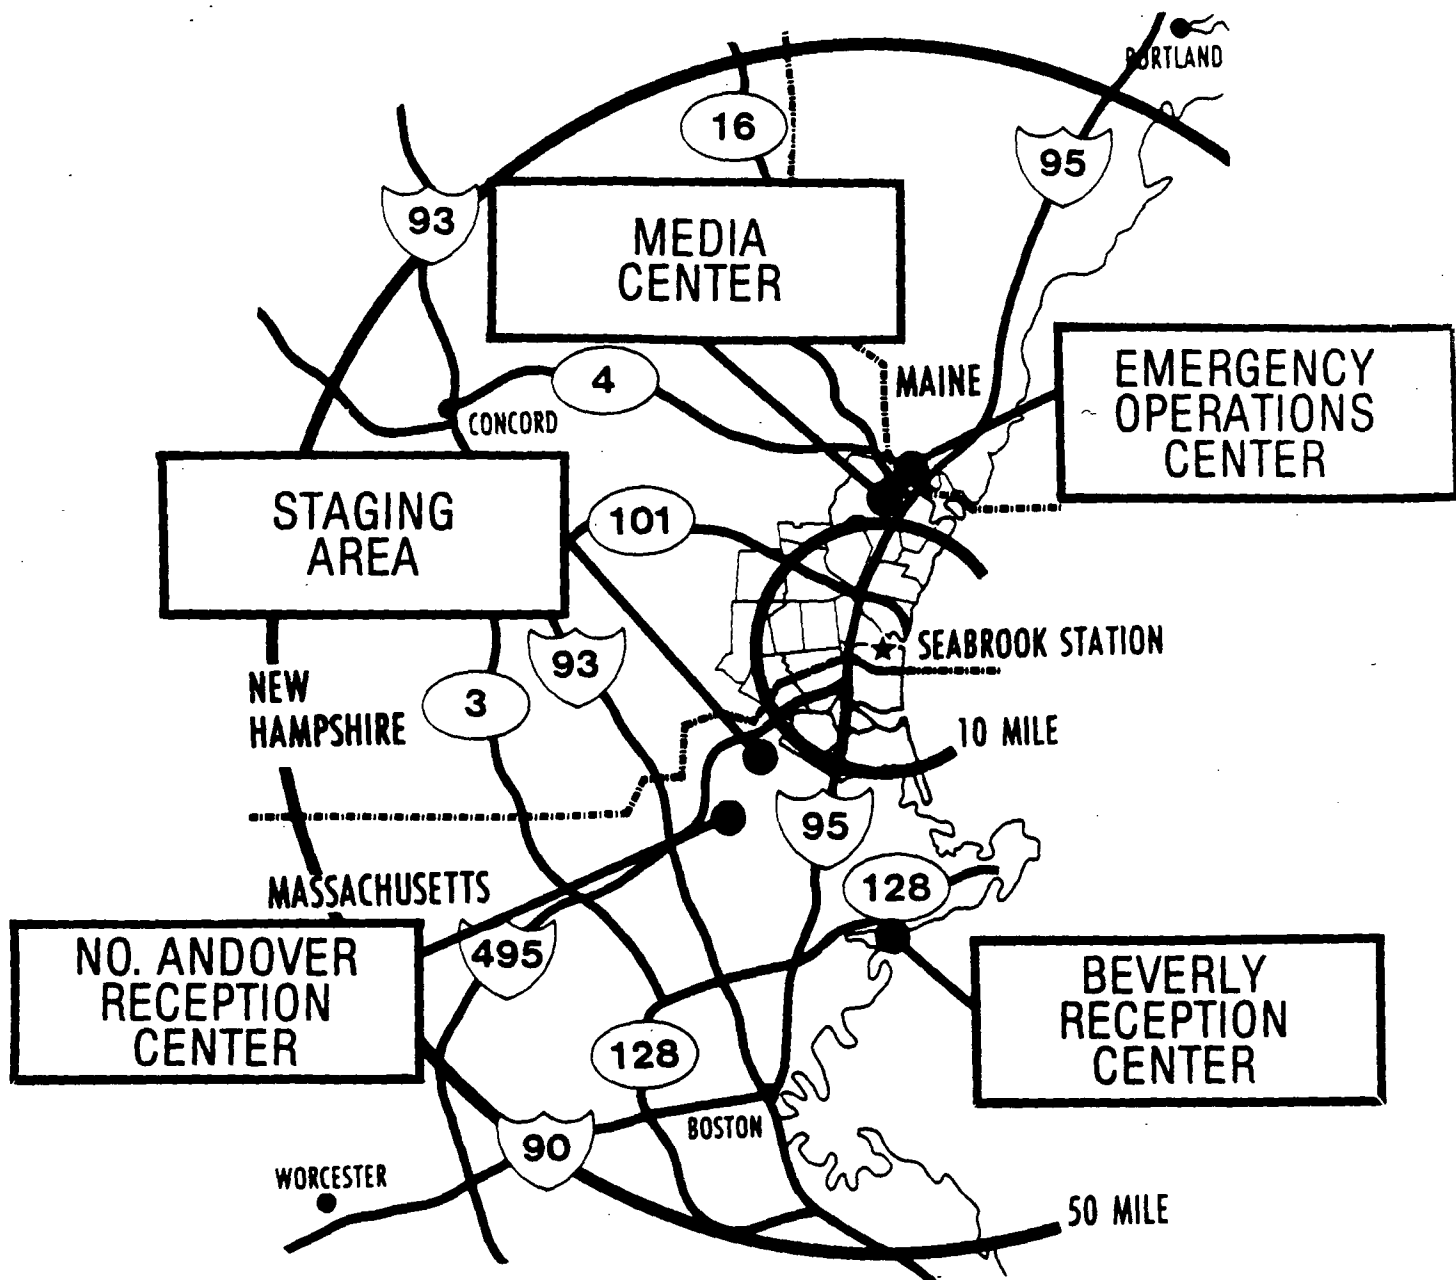 PORTLAND
16
95
93
MEDIA
CENTER
EMERGENCY
OPERATIONS
CENTER
MAINE
4
CONCORD
STAGING
AREA
101
SEABROOK STATION
93
NEW
HAMPSHIRE
3
10 MILE
95
128
MASSACHUSETTS
NO. ANDOVER
RECEPTION
CENTER
495
BEVERLY
RECEPTION
CENTER
128
BOSTON
90
WORCESTER
50 MILE